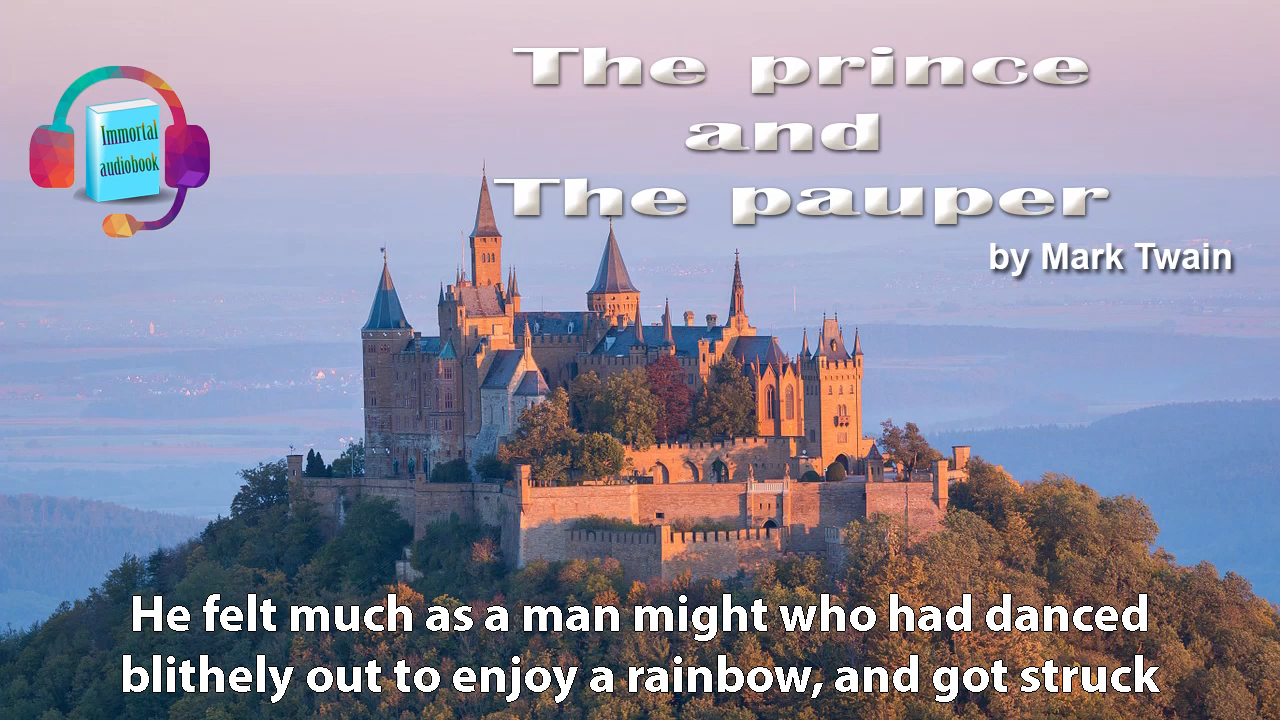 Immortal
audiobook
The prince
and
The pauper
by Mark Twain
He felt much as a man might who had danced
blithely out to enjoy a rainbow, and got struck